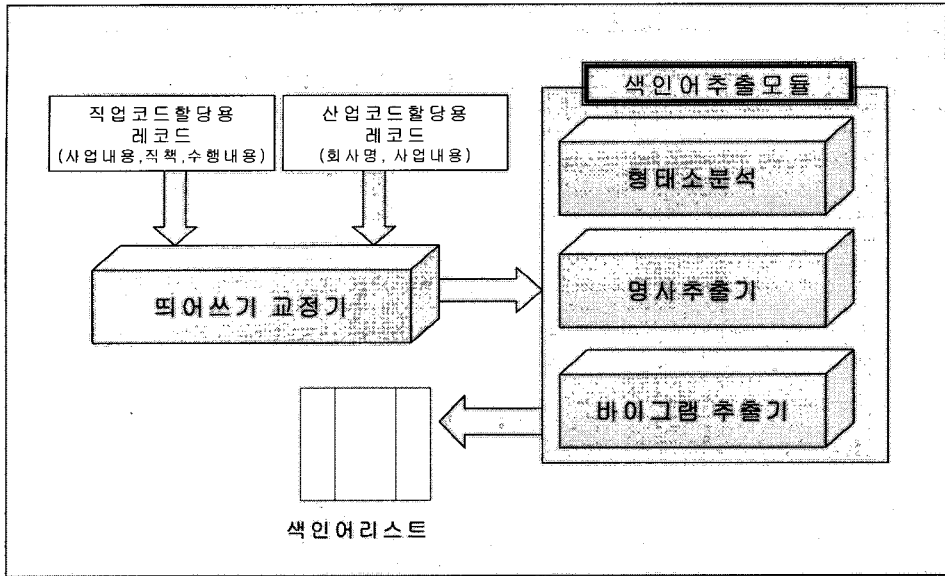 직업코드할당용
레코드
(사업내용,직책,수행내용)
산업코드할당용
레코드
(회사명, 사업내용)
색인어추출모듈
형태소분석
띄어쓰기 교정기
명사추출기
바이그램 추출기
색인어리스트